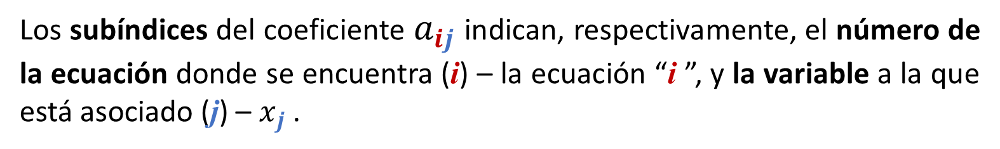 Los subíndices del coeficiente a_{ij} indican, respectivamente, el número de
la ecuación donde se encuentra (i) – la ecuación “i ”, y la variable a la que
está asociado (j) – x_j .